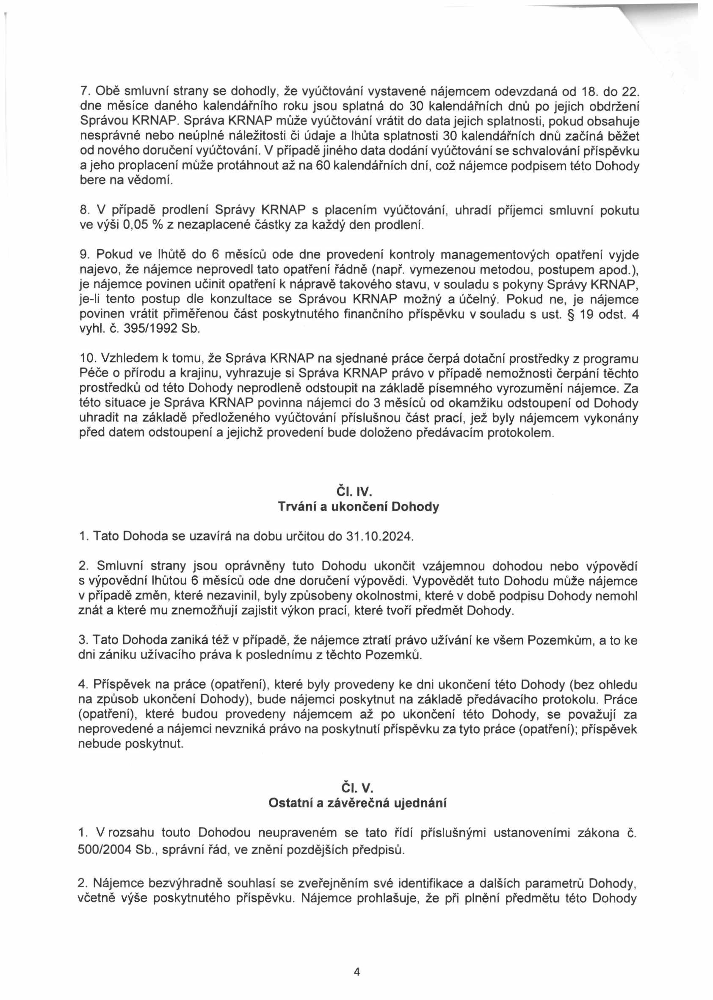 7. Obě smluvní strany se dohodly, že vyúčtování vystavené nájemcem odevzdaná od 18. do 22.
dne měsíce daného kalendářního roku jsou splatná do 30 kalendářních dnů po jejich obdržení
Správou KRNAP. Správa KRNAP může vyúčtování vrátit do data jejich splatnosti, pokud obsahuje
nesprávné nebo neúplné náležitosti či údaje a lhůta splatnosti 30 kalendářních dnů začíná běžet
od nového doručení vyúčtování. V případě jiného data dodání vyúčtování se schvalování příspěvku
a jeho proplacení může protáhnout až na 60 kalendářních dní, což nájemce podpisem této Dohody
bere na vědomí.
8. V případě prodlení Správy KRNAP s placením vyúčtování, uhradí příjemci smluvní pokutu
ve výši 0,05 % z nezaplacené částky za každý den prodlení.
9. Pokud ve lhůtě do 6 měsíců ode dne provedení kontroly managementových opatření vyjde
najevo, že nájemce neprovedl tato opatření řádně (např. vymezenou metodou, postupem apod.),
je nájemce povinen učinit opatření k nápravě takového stavu, v souladu s pokyny Správy KRNAP,
je-li tento postup dle konzultace se Správou KRNAP možný a účelný. Pokud ne, je nájemce
povinen vrátit přiměřenou část poskytnutého finančního příspěvku v souladu s ust. § 19 odst. 4
vyhl. č. 395/1992 Sb.
10. Vzhledem k tomu, že Správa KRNAP na sjednané práce čerpá dotační prostředky z programu
Péče o přírodu a krajinu, vyhrazuje si Správa KRNAP právo v případě nemožnosti čerpání těchto
prostředků od této Dohody neprodleně odstoupit na základě písemného vyrozumění nájemce. Za
této situace je Správa KRNAP povinna nájemci do 3 měsíců od okamžiku odstoupení od Dohody
uhradit na základě předloženého vyúčtování příslušnou část prací, jež byly nájemcem vykonány
před datem odstoupení a jejichž provedení bude doloženo předávacím protokolem.
Čl. IV.
Trvání a ukončení Dohody
1. Tato Dohoda se uzavírá na dobu určitou do 31.10.2024.
2. Smluvní strany jsou oprávněny tuto Dohodu ukončit vzájemnou dohodou nebo výpovědí
s výpovědní lhůtou 6 měsíců ode dne doručení výpovědi. Vypovědět tuto Dohodu může nájemce
v případě změn, které nezavinil, byly způsobeny okolnostmi, které v době podpisu Dohody nemohl
znát a které mu znemožňují zajistit výkon prací, které tvoří předmět Dohody.
3. Tato Dohoda zaniká též v případě, že nájemce ztratí právo užívání ke všem Pozemkům, a to ke
dni zániku užívacího práva k poslednímu z těchto Pozemků.
4. Příspěvek na práce (opatření), které byly provedeny ke dni ukončení této Dohody (bez ohledu
na způsob ukončení Dohody), bude nájemci poskytnut na základě předávacího protokolu. Práce
(opatření), které budou provedeny nájemcem až po ukončení této Dohody, se považují za
neprovedené a nájemci nevzniká právo na poskytnutí příspěvku za tyto práce (opatření); příspěvek
nebude poskytnut.
Čl. V.
Ostatní a závěrečná ujednání
1. V rozsahu touto Dohodou neupraveném se tato řídí příslušnými ustanoveními zákona č.
500/2004 Sb., správní řád, ve znění pozdějších předpisů.
2. Nájemce bezvýhradně souhlasí se zveřejněním své identifikace a dalších parametrů Dohody,
včetně výše poskytnutého příspěvku. Nájemce prohlašuje, že při plnění předmětu této Dohody
4